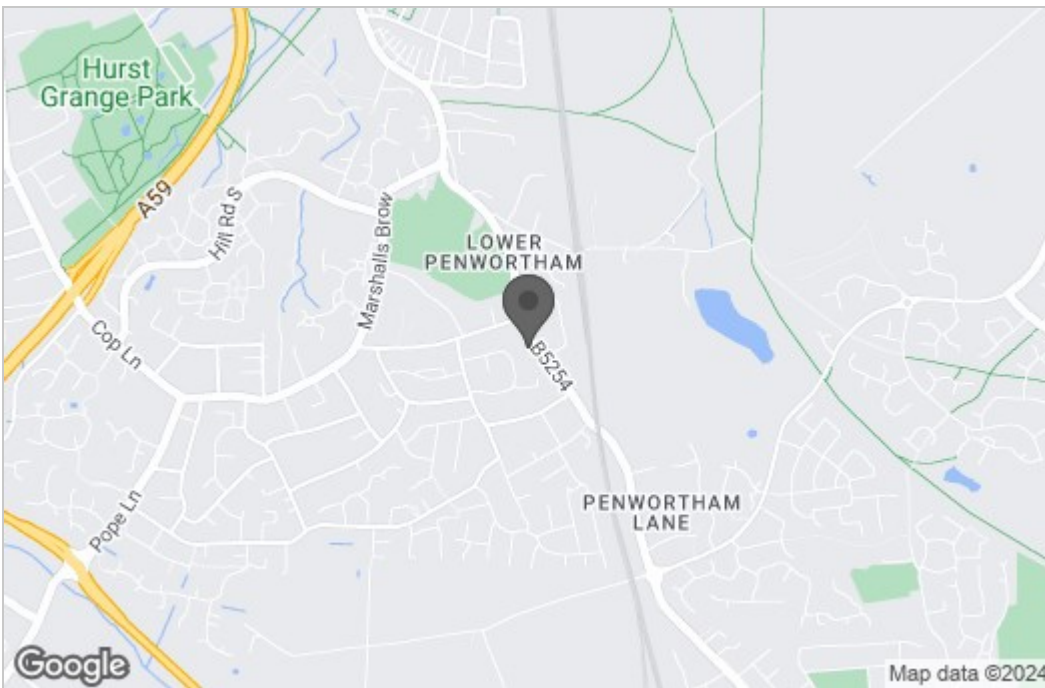 Hurst
Grange Park
A59
Hill Rd S
Marshalls Brow
LOWER
PENWORTHAM
Cop Ln
B5254
Pope Ln
PENWORTHAM
LANE
Google
Map data ©2024